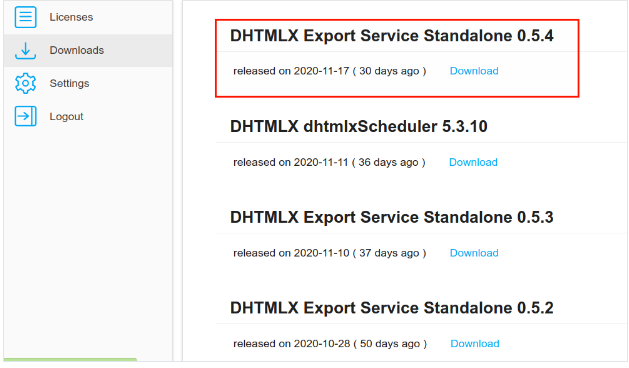 Licenses
Downloads
Settings
Logout
DHTMLX Export Service Standalone 0.5.4
released on 2020-11-17 ( 30 days ago ) Download
DHTMLX dhtmlxScheduler 5.3.10
released on 2020-11-11 ( 36 days ago ) Download
DHTMLX Export Service Standalone 0.5.3
released on 2020-11-10 ( 37 days ago ) Download
DHTMLX Export Service Standalone 0.5.2
released on 2020-10-28 ( 50 days ago ) Download